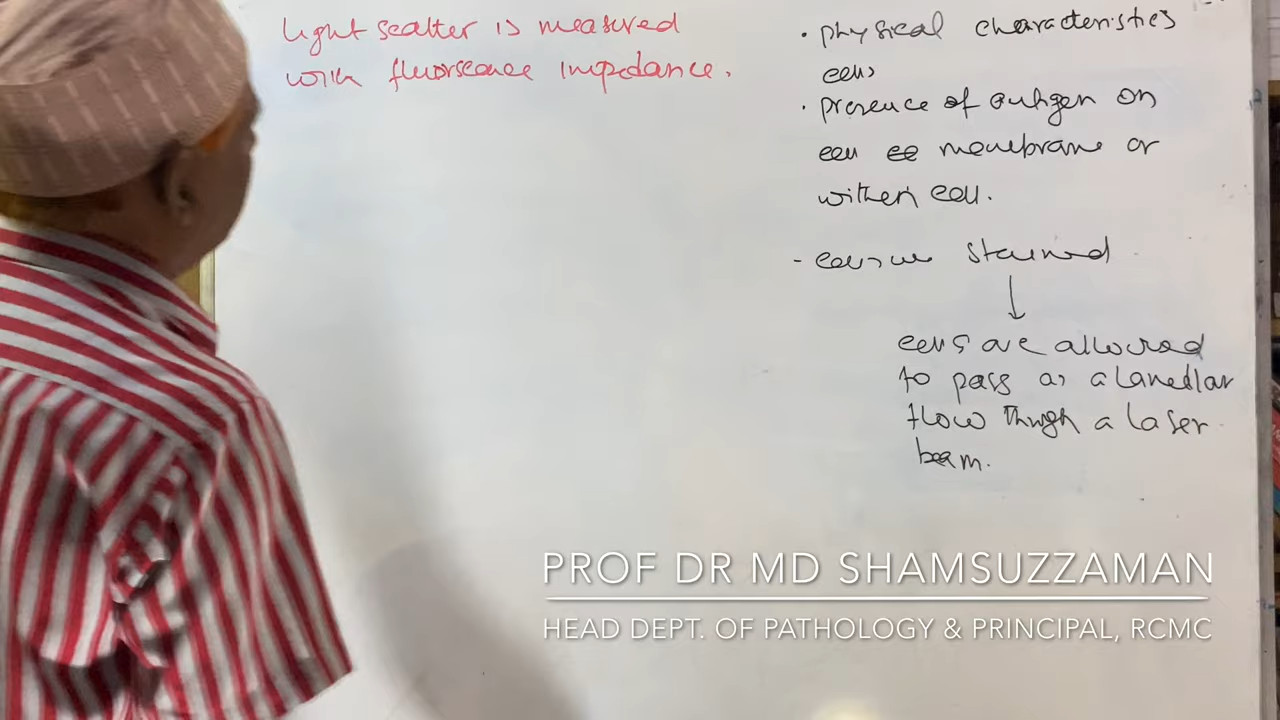 light scatter is measured
with fluorscence impedance.
• physical characteristics
cells
• presence of antigen on
cell ce membrane or
within cell.
- cells are stained
↓
cells are allowed
to pass as a
flow through a laser
beam.
PROF DR MD SHAMSUZZAMAN
HEAD DEPT. OF PATHOLOGY & PRINCIPAL, RCMC